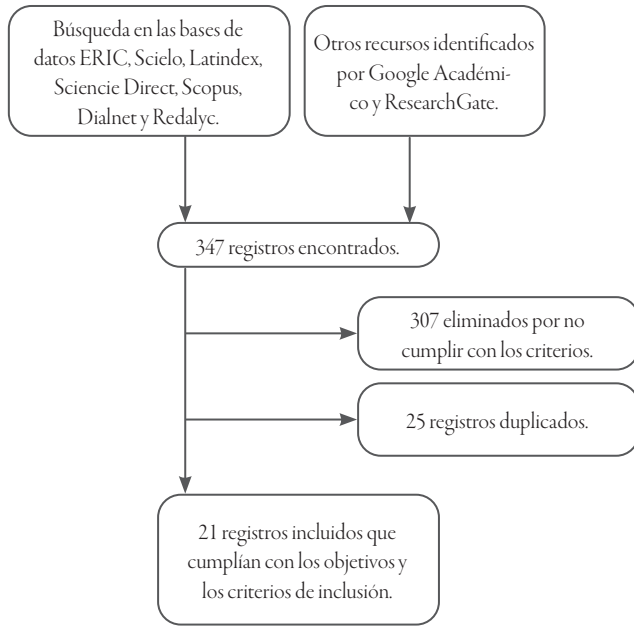 Búsqueda en las bases de
datos ERIC, Scielo, Latindex,
Sciencie Direct, Scopus,
Dialnet y Redalyc.
Otros recursos identificados
por Google Académi-
co y ResearchGate.
347 registros encontrados.
307 eliminados por no
cumplir con los criterios.
25 registros duplicados.
21 registros incluidos que
cumplían con los objetivos y
los criterios de inclusión.